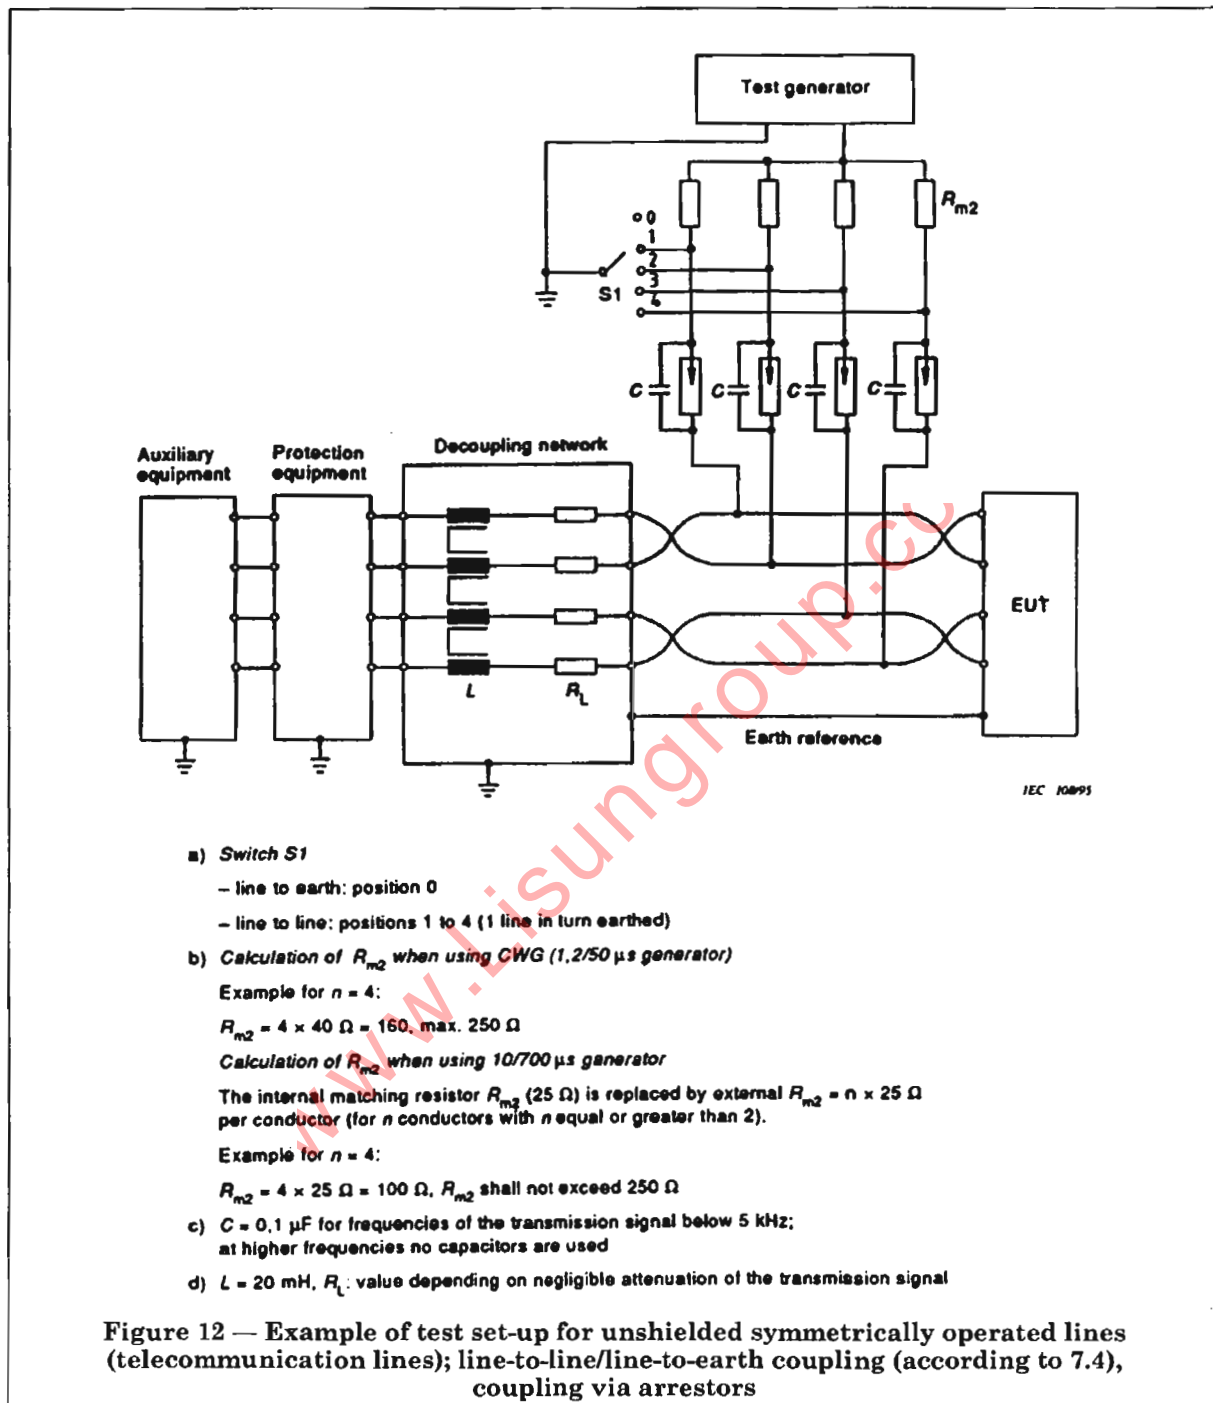 Test generator
R_m2
0
1
2
3
4
S1
C
C
C
C
Auxiliary
equipment
Protection
equipment
Decoupling network
EUT
L
R_L
Earth reference
IEC 108/95
www.Lisungroup.co
a) Switch S1
– line to earth: position 0
– line to line: positions 1 to 4 (1 line in turn earthed)
b) Calculation of R_m2 when using CWG (1,2/50 µs generator)
Example for n = 4:
R_m2 = 4 × 40 Ω = 160, max. 250 Ω
Calculation of R_m2 when using 10/700 µs generator
The internal matching resistor R_m2 (25 Ω) is replaced by external R_m2 = n × 25 Ω
per conductor (for n conductors with n equal or greater than 2).
Example for n = 4:
R_m2 = 4 × 25 Ω = 100 Ω, R_m2 shall not exceed 250 Ω
c) C = 0,1 µF for frequencies of the transmission signal below 5 kHz;
at higher frequencies no capacitors are used
d) L = 20 mH, R_L: value depending on negligible attenuation of the transmission signal
Figure 12 — Example of test set-up for unshielded symmetrically operated lines
(telecommunication lines); line-to-line/line-to-earth coupling (according to 7.4),
coupling via arrestors